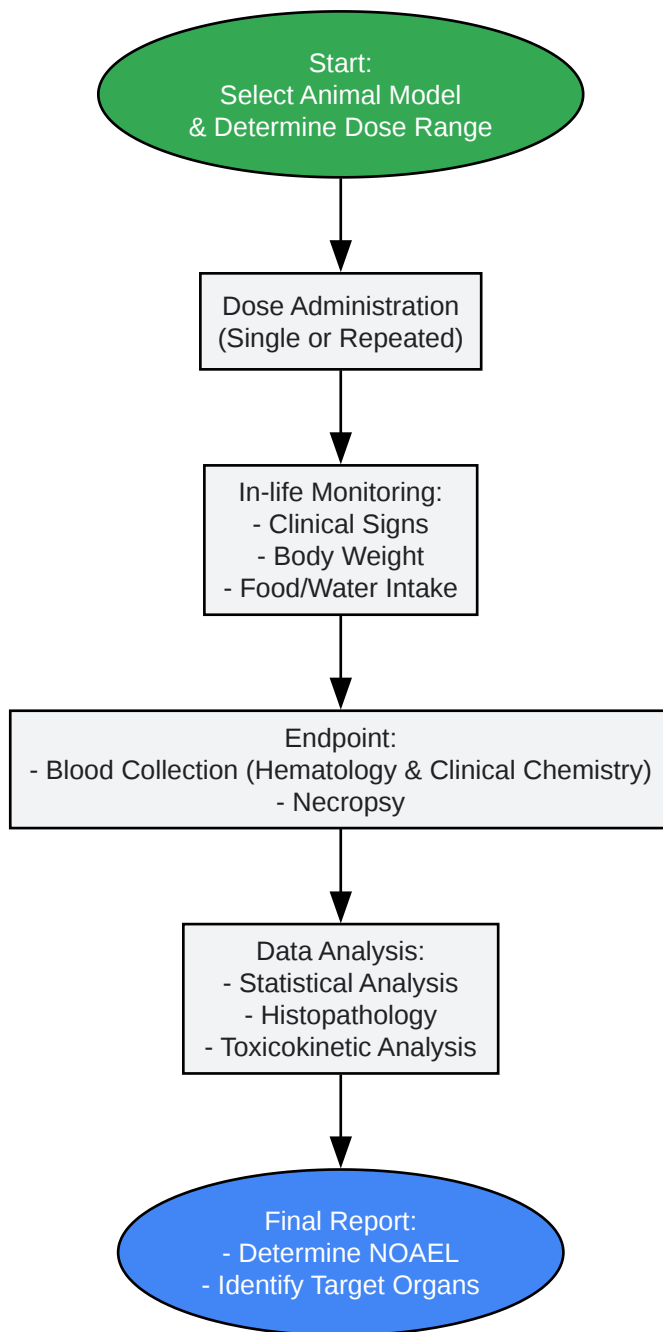 Start:
Select Animal Model
& Determine Dose Range
Dose Administration
(Single or Repeated)
In-life Monitoring:
- Clinical Signs
- Body Weight
- Food/Water Intake
Endpoint:
- Blood Collection (Hematology & Clinical Chemistry)
- Necropsy
Data Analysis:
- Statistical Analysis
- Histopathology
- Toxicokinetic Analysis
Final Report:
- Determine NOAEL
- Identify Target Organs